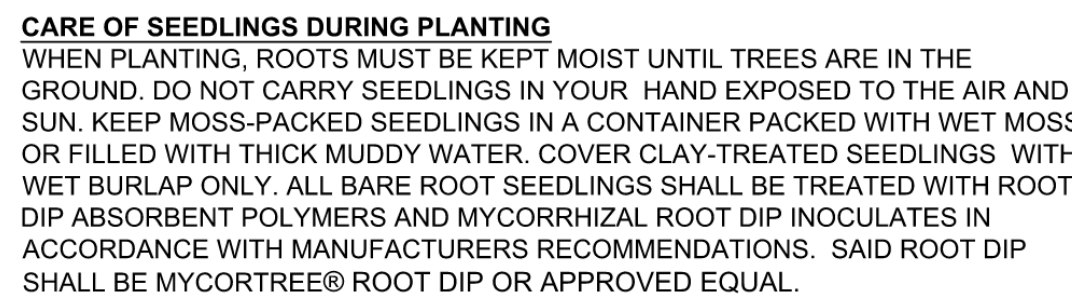 CARE OF SEEDLINGS DURING PLANTING
WHEN PLANTING, ROOTS MUST BE KEPT MOIST UNTIL TREES ARE IN THE
GROUND. DO NOT CARRY SEEDLINGS IN YOUR  HAND EXPOSED TO THE AIR AND
SUN. KEEP MOSS-PACKED SEEDLINGS IN A CONTAINER PACKED WITH WET MOSS
OR FILLED WITH THICK MUDDY WATER. COVER CLAY-TREATED SEEDLINGS  WITH
WET BURLAP ONLY. ALL BARE ROOT SEEDLINGS SHALL BE TREATED WITH ROOT
DIP ABSORBENT POLYMERS AND MYCORRHIZAL ROOT DIP INOCULATES IN
ACCORDANCE WITH MANUFACTURERS RECOMMENDATIONS.  SAID ROOT DIP
SHALL BE MYCORTREE® ROOT DIP OR APPROVED EQUAL.